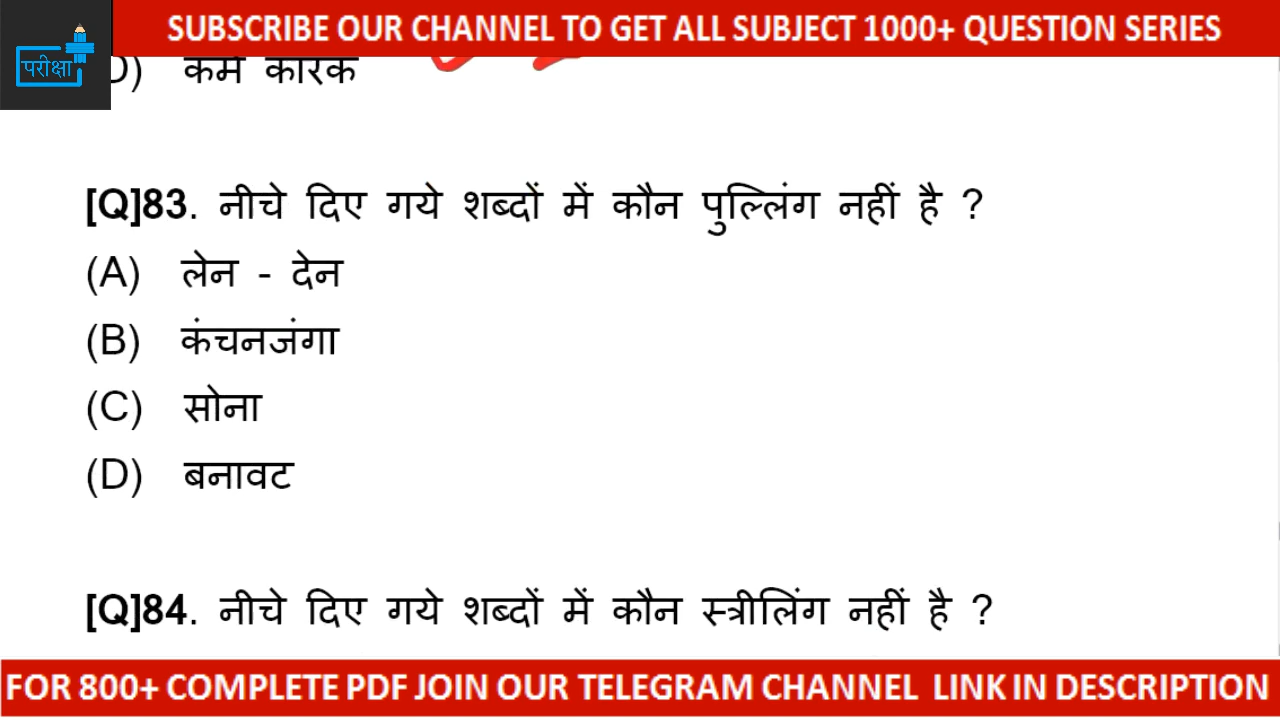 SUBSCRIBE OUR CHANNEL TO GET ALL SUBJECT 1000+ QUESTION SERIES
परीक्षा
D) कर्म कारक
[Q]83. नीचे दिए गये शब्दों में कौन पुल्लिंग नहीं है ?
(A) लेन - देन
(B) कंचनजंगा
(C) सोना
(D) बनावट
[Q]84. नीचे दिए गये शब्दों में कौन स्त्रीलिंग नहीं है ?
FOR 800+ COMPLETE PDF JOIN OUR TELEGRAM CHANNEL LINK IN DESCRIPTION